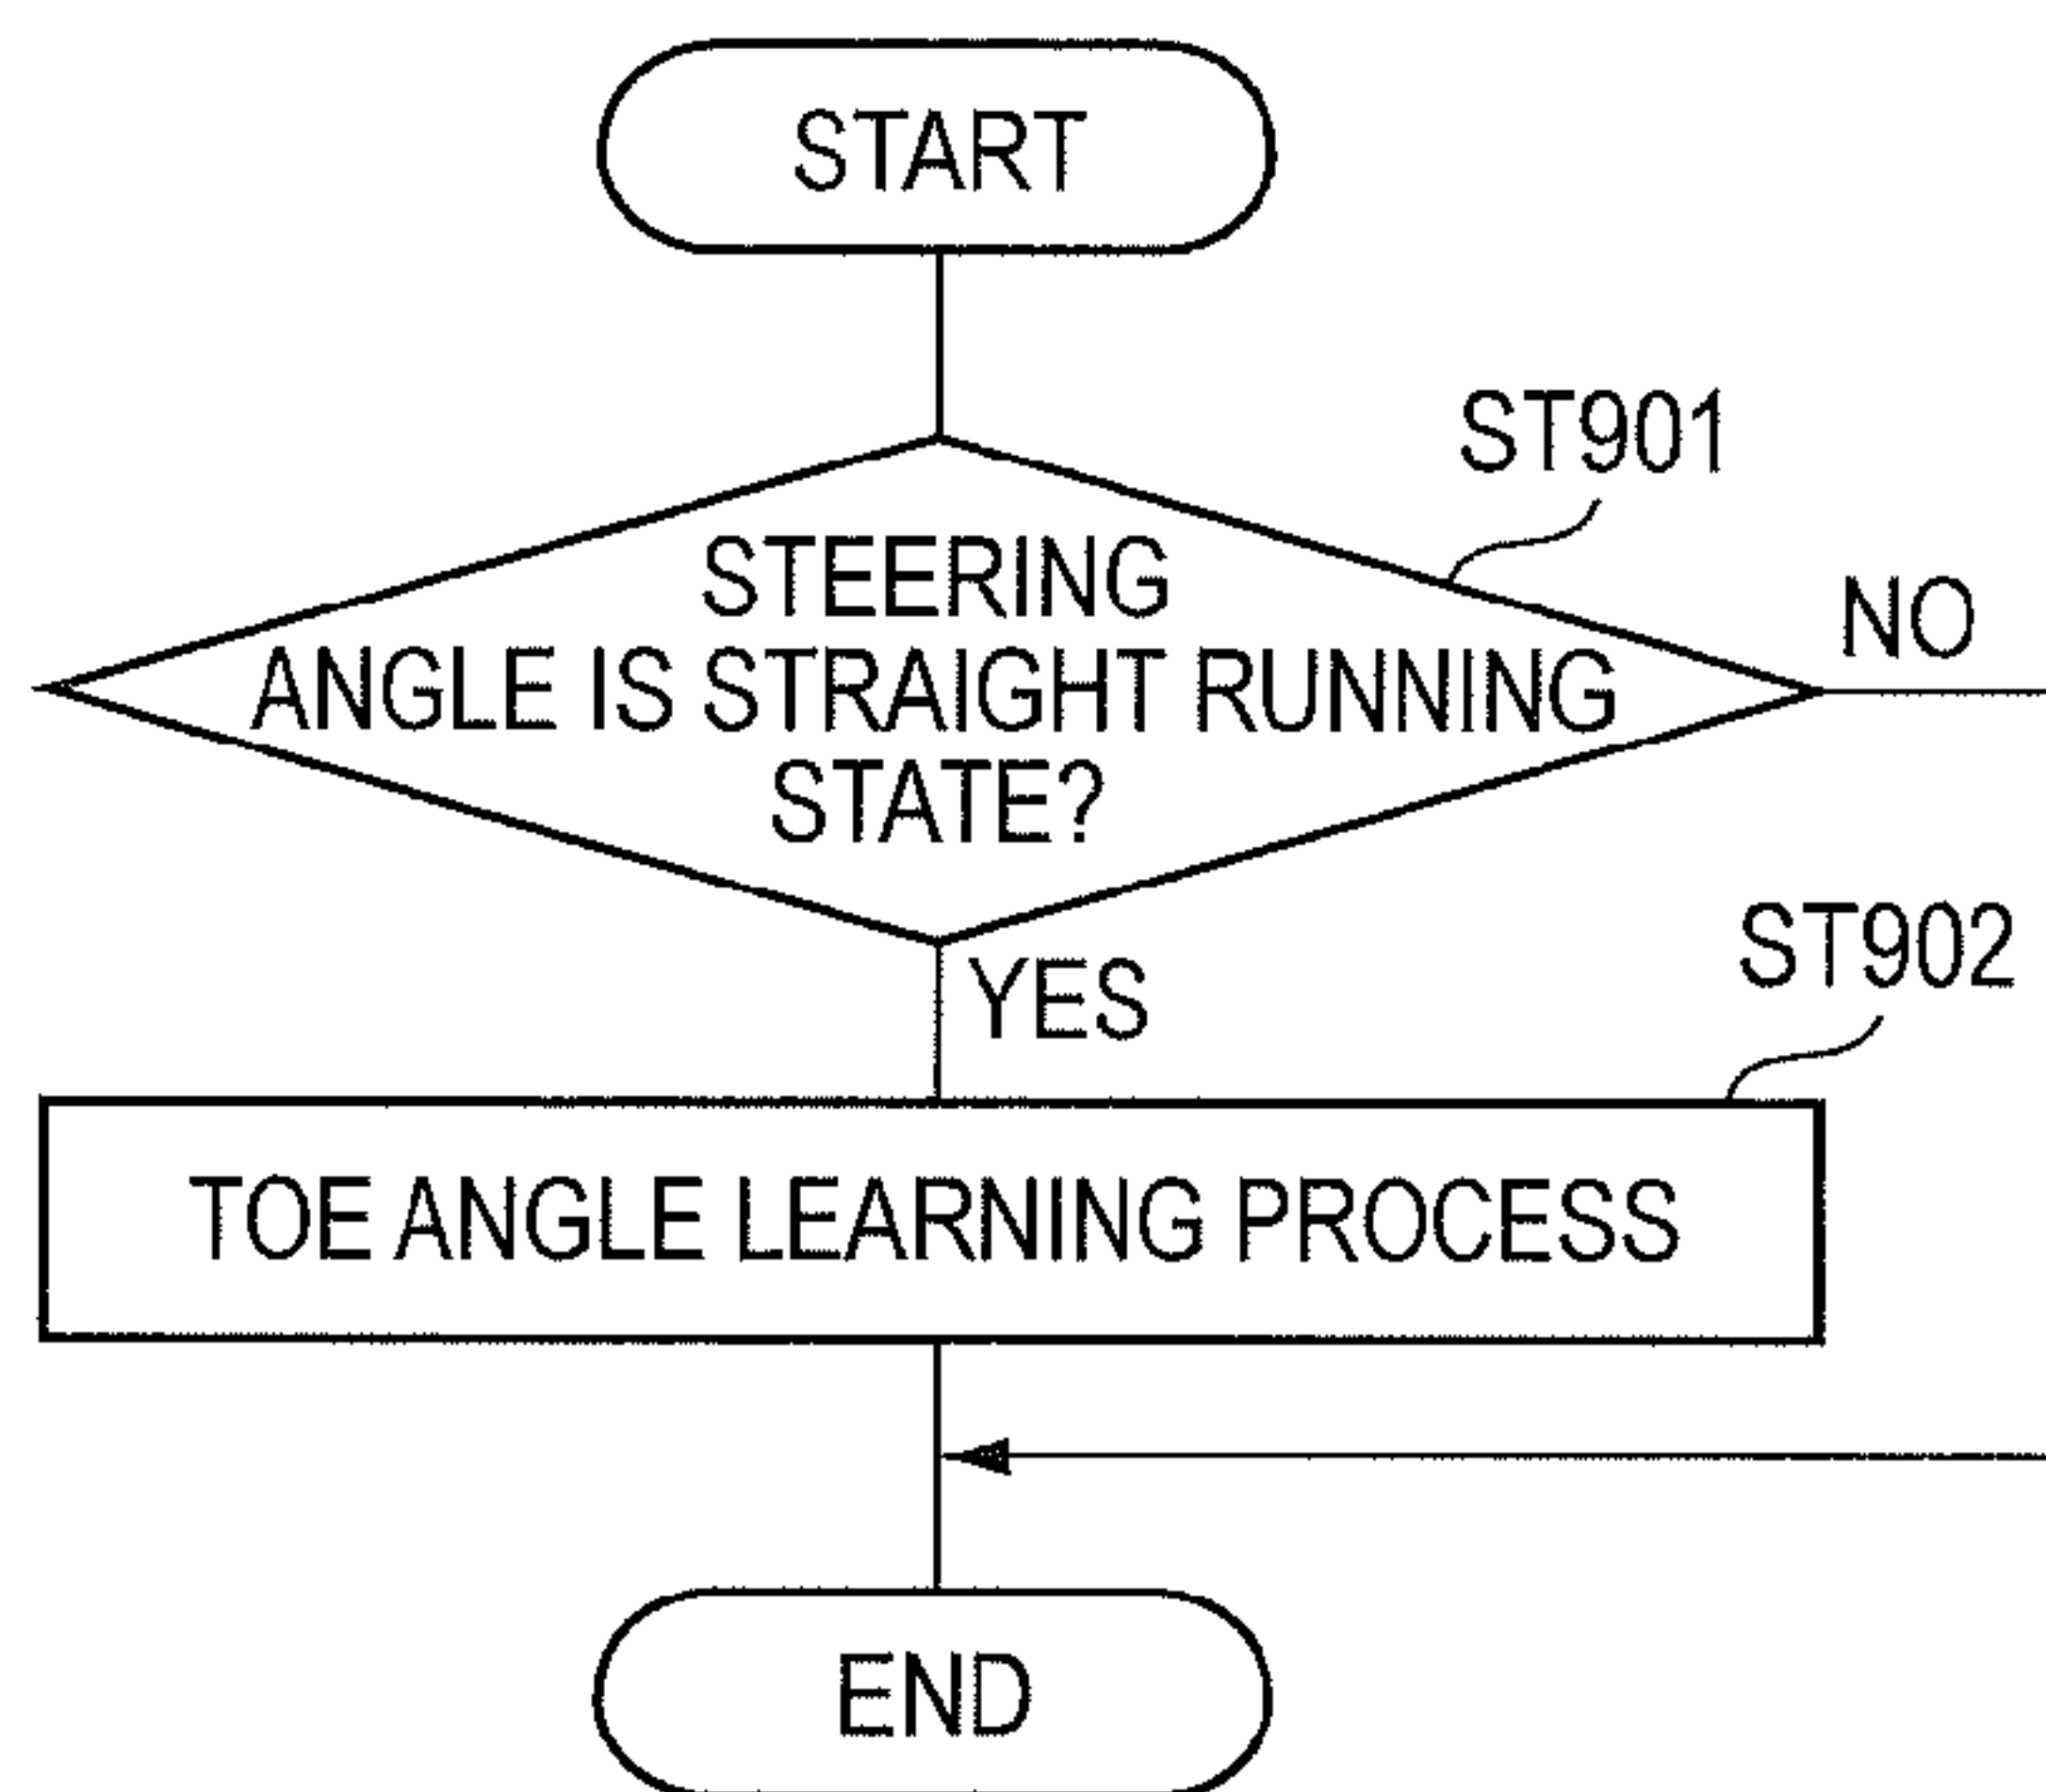 START
ST901
STEERING
ANGLE IS STRAIGHT RUNNING
STATE?
NO
YES
ST902
TOE ANGLE LEARNING PROCESS
END